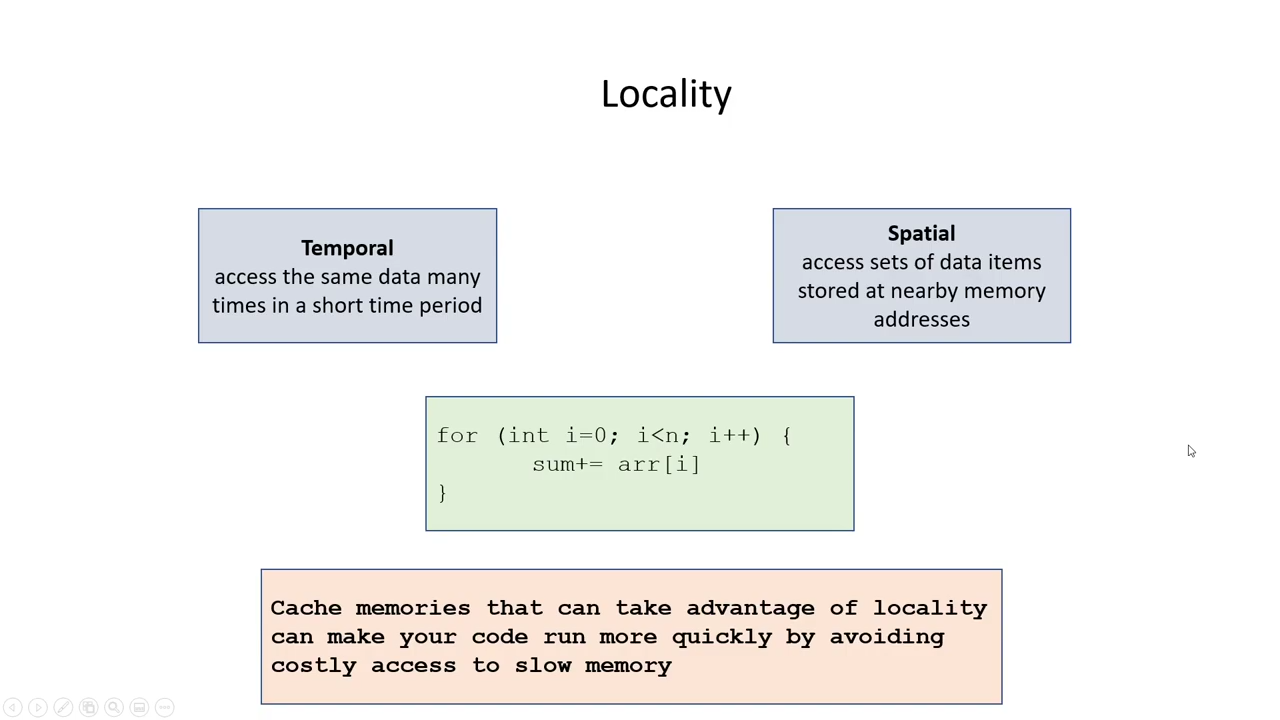 Locality
Temporal
access the same data many
times in a short time period
Spatial
access sets of data items
stored at nearby memory
addresses
for (int i=0; i<n; i++) {
sum+= arr[i]
}
Cache memories that can take advantage of locality
can make your code run more quickly by avoiding
costly access to slow memory